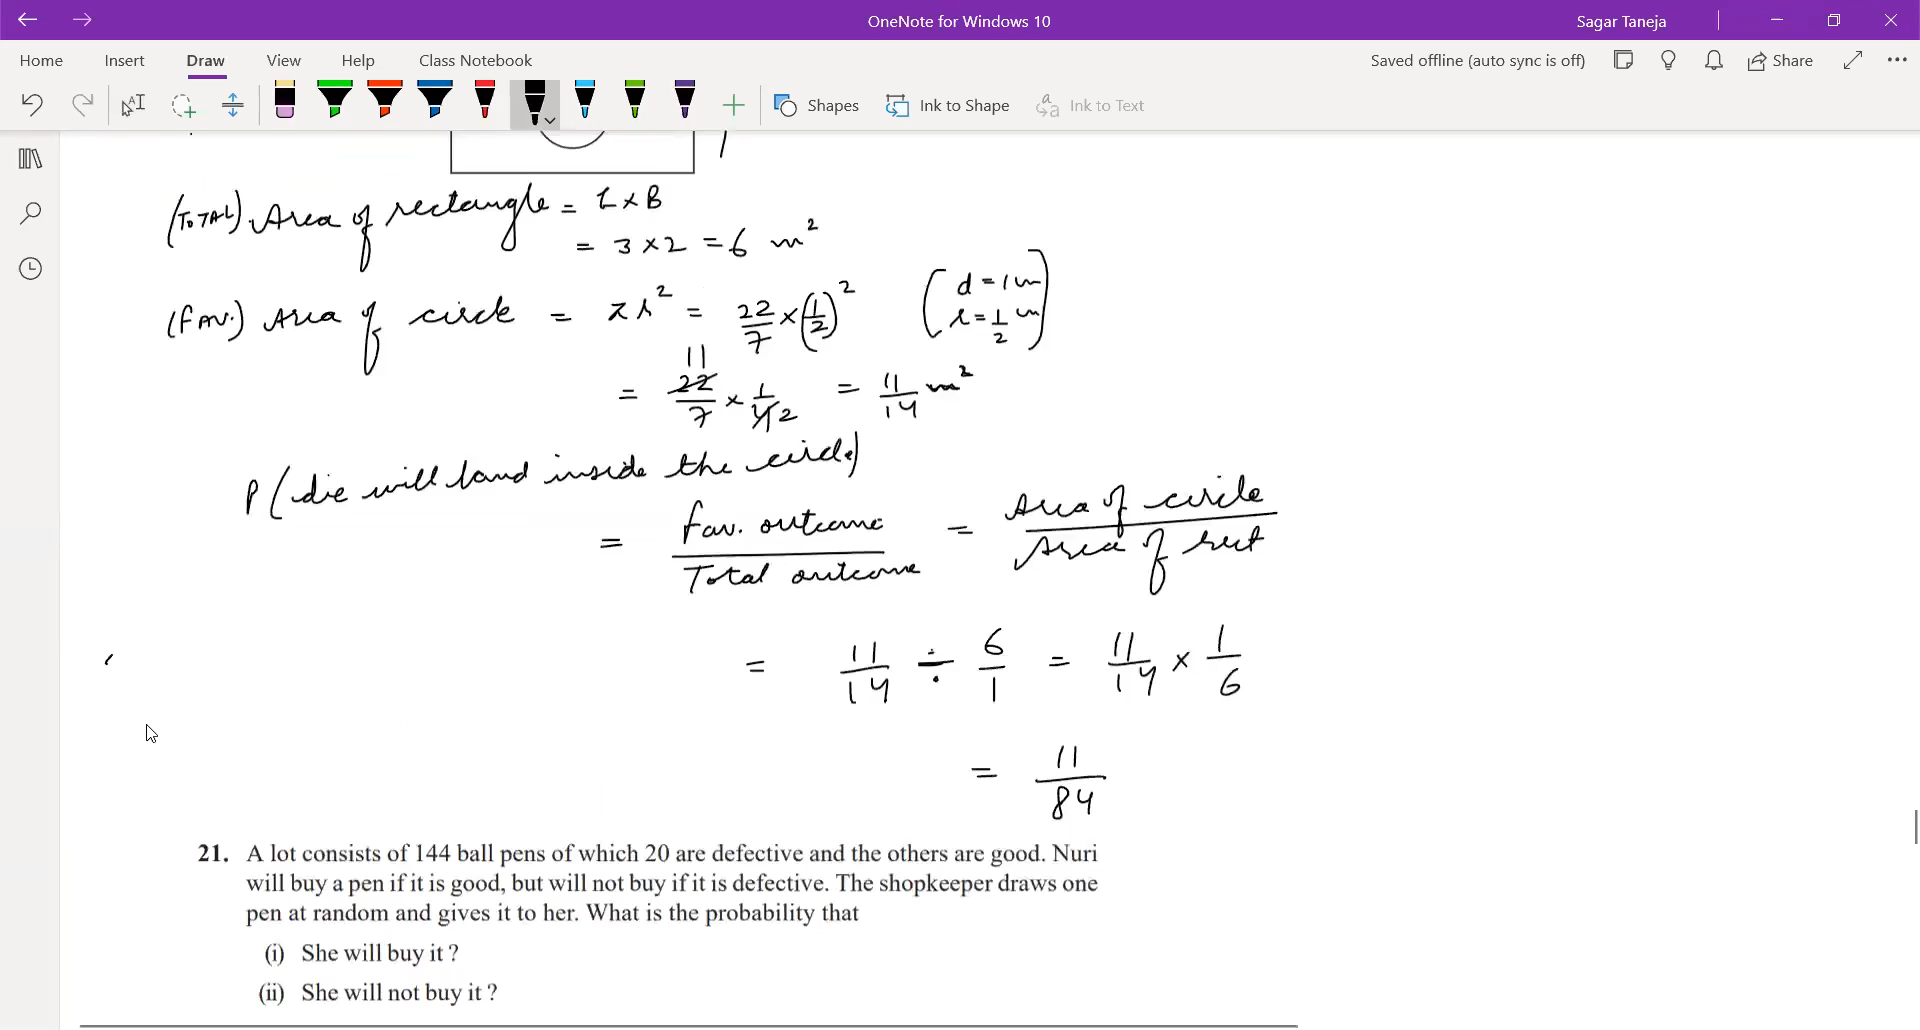 OneNote for Windows 10
Sagar Taneja
Home Insert Draw View Help Class Notebook
Saved offline (auto sync is off) Share
Shapes Ink to Shape Ink to Text
(TOTAL). Area of rectangle = L × B
= 3 × 2 = 6 m²
(FAV.) Area of circle = πr² = 22/7 × (1/2)² (d = 1m
r = 1/2 m)
11
= 22/7 × 1/4 2 = 11/14 m²
P (die will land inside the circle)
= Fav. outcome/Total outcome = Area of circle/Area of rect
= 11/14 ÷ 6/1 = 11/14 × 1/6
= 11/84
21. A lot consists of 144 ball pens of which 20 are defective and the others are good. Nuri
will buy a pen if it is good, but will not buy if it is defective. The shopkeeper draws one
pen at random and gives it to her. What is the probability that
(i) She will buy it ?
(ii) She will not buy it ?